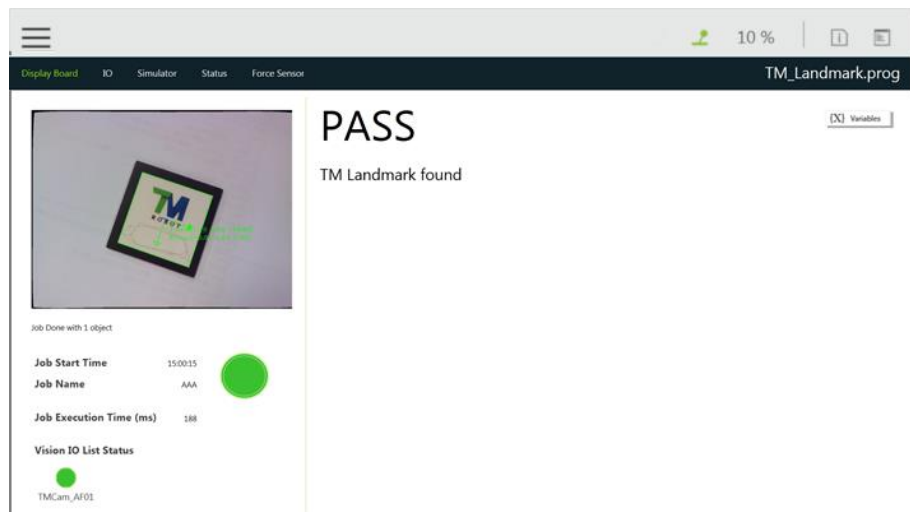 10 %
Display Board IO Simulator Status Force Sensor
TM_Landmark.prog
PASS
{X} Variables
TM Landmark found
TM
ROBOT
Job Done with 1 object
Job Start Time 15:00:15
Job Name AAA
Job Execution Time (ms) 188
Vision IO List Status
TMCam_AF01